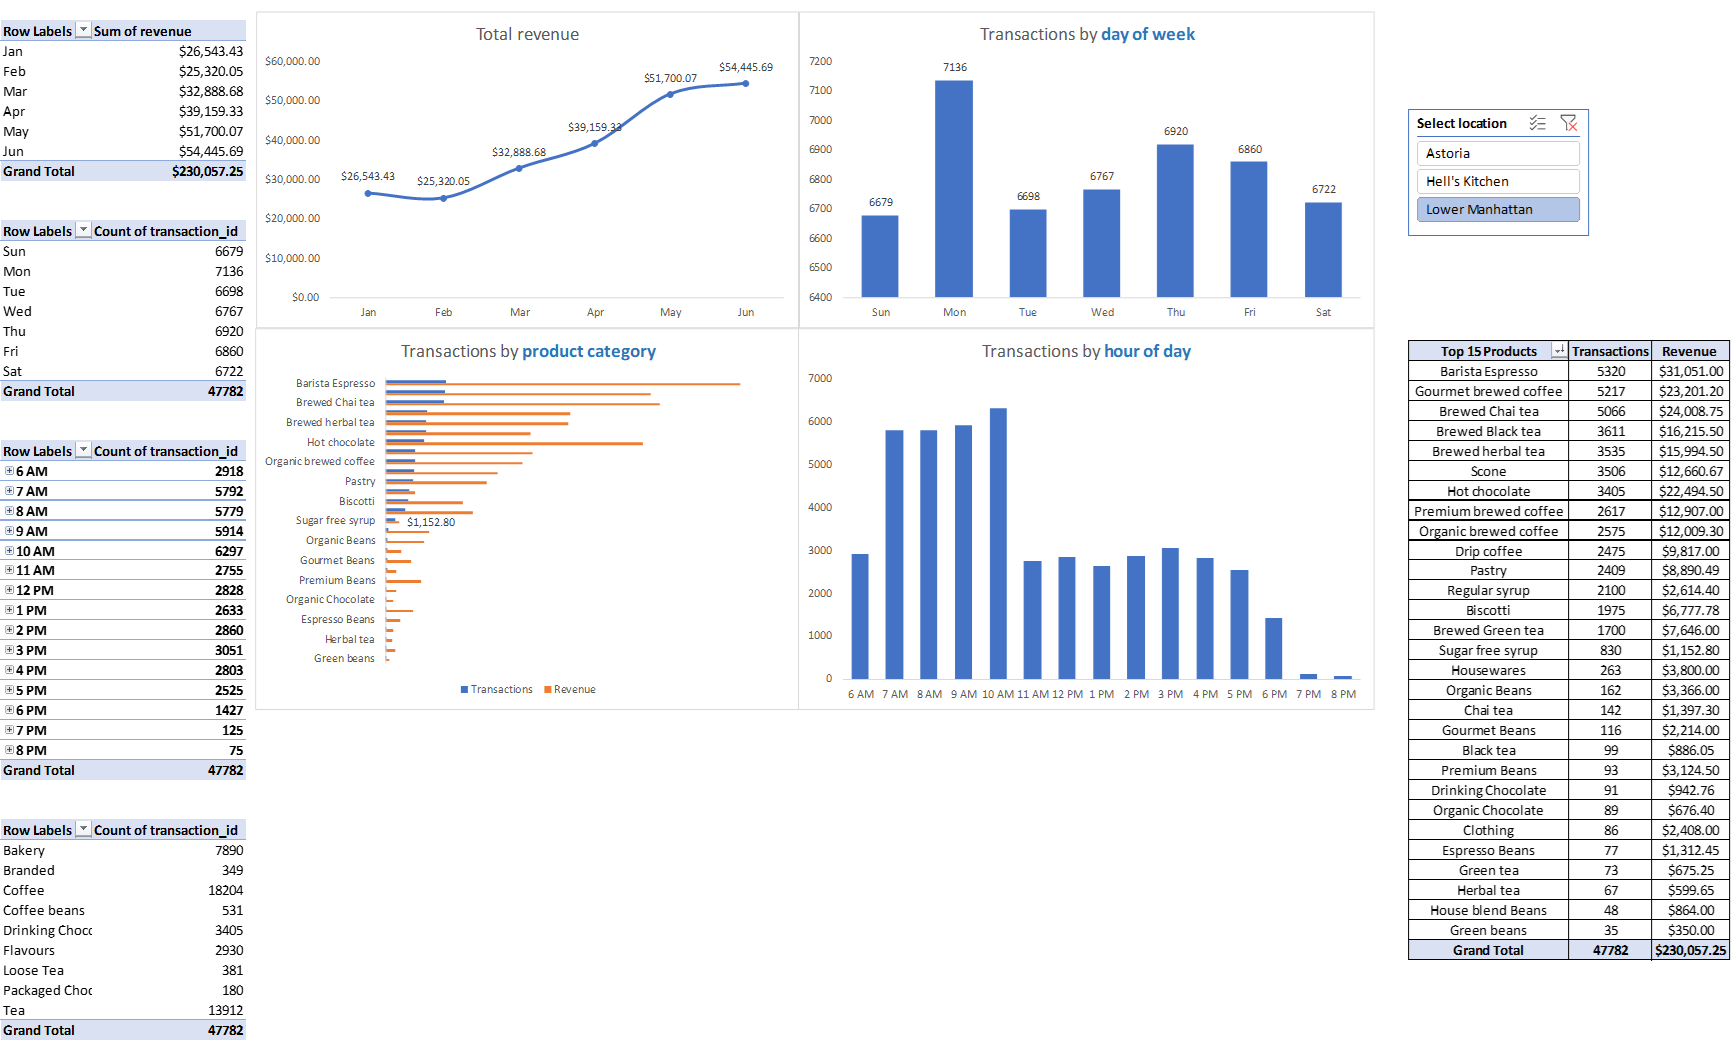 Row Labels Sum of revenue
Jan $26,543.43
Feb $25,320.05
Mar $32,888.68
Apr $39,159.33
May $51,700.07
Jun $54,445.69
Grand Total $230,057.25
Row Labels Count of transaction_id
Sun 6679
Mon 7136
Tue 6698
Wed 6767
Thu 6920
Fri 6860
Sat 6722
Grand Total 47782
Row Labels Count of transaction_id
6 AM 2918
7 AM 5792
8 AM 5779
9 AM 5914
10 AM 6297
11 AM 2755
12 PM 2828
1 PM 2633
2 PM 2860
3 PM 3051
4 PM 2803
5 PM 2525
6 PM 1427
7 PM 125
8 PM 75
Grand Total 47782
Row Labels Count of transaction_id
Bakery 7890
Branded 349
Coffee 18204
Coffee beans 531
Drinking Choc 3405
Flavours 2930
Loose Tea 381
Packaged Choc 180
Tea 13912
Grand Total 47782
Total revenue
$60,000.00
$50,000.00
$40,000.00
$30,000.00
$20,000.00
$10,000.00
$0.00
$26,543.43
$25,320.05
$32,888.68
$39,159.33
$51,700.07
$54,445.69
Jan Feb Mar Apr May Jun
Transactions by day of week
7200
7100
7000
6900
6800
6700
6600
6500
6400
6679
7136
6698
6767
6920
6860
6722
Sun Mon Tue Wed Thu Fri Sat
Transactions by product category
Barista Espresso
Brewed Chai tea
Brewed herbal tea
Hot chocolate
Organic brewed coffee
Pastry
Biscotti
Sugar free syrup $1,152.80
Organic Beans
Gourmet Beans
Premium Beans
Organic Chocolate
Espresso Beans
Herbal tea
Green beans
Transactions Revenue
Transactions by hour of day
7000
6000
5000
4000
3000
2000
1000
0
6 AM 7 AM 8 AM 9 AM 10 AM 11 AM 12 PM 1 PM 2 PM 3 PM 4 PM 5 PM 6 PM 7 PM 8 PM
Select location
Astoria
Hell's Kitchen
Lower Manhattan
Top 15 Products Transactions Revenue
Barista Espresso 5320 $31,051.00
Gourmet brewed coffee 5217 $23,201.20
Brewed Chai tea 5066 $24,008.75
Brewed Black tea 3611 $16,215.50
Brewed herbal tea 3535 $15,994.50
Scone 3506 $12,660.67
Hot chocolate 3405 $22,494.50
Premium brewed coffee 2617 $12,907.00
Organic brewed coffee 2575 $12,009.30
Drip coffee 2475 $9,817.00
Pastry 2409 $8,890.49
Regular syrup 2100 $2,614.40
Biscotti 1975 $6,777.78
Brewed Green tea 1700 $7,646.00
Sugar free syrup 830 $1,152.80
Housewares 263 $3,800.00
Organic Beans 162 $3,366.00
Chai tea 142 $1,397.30
Gourmet Beans 116 $2,214.00
Black tea 99 $886.05
Premium Beans 93 $3,124.50
Drinking Chocolate 91 $942.76
Organic Chocolate 89 $676.40
Clothing 86 $2,408.00
Espresso Beans 77 $1,312.45
Green tea 73 $675.25
Herbal tea 67 $599.65
House blend Beans 48 $864.00
Green beans 35 $350.00
Grand Total 47782 $230,057.25